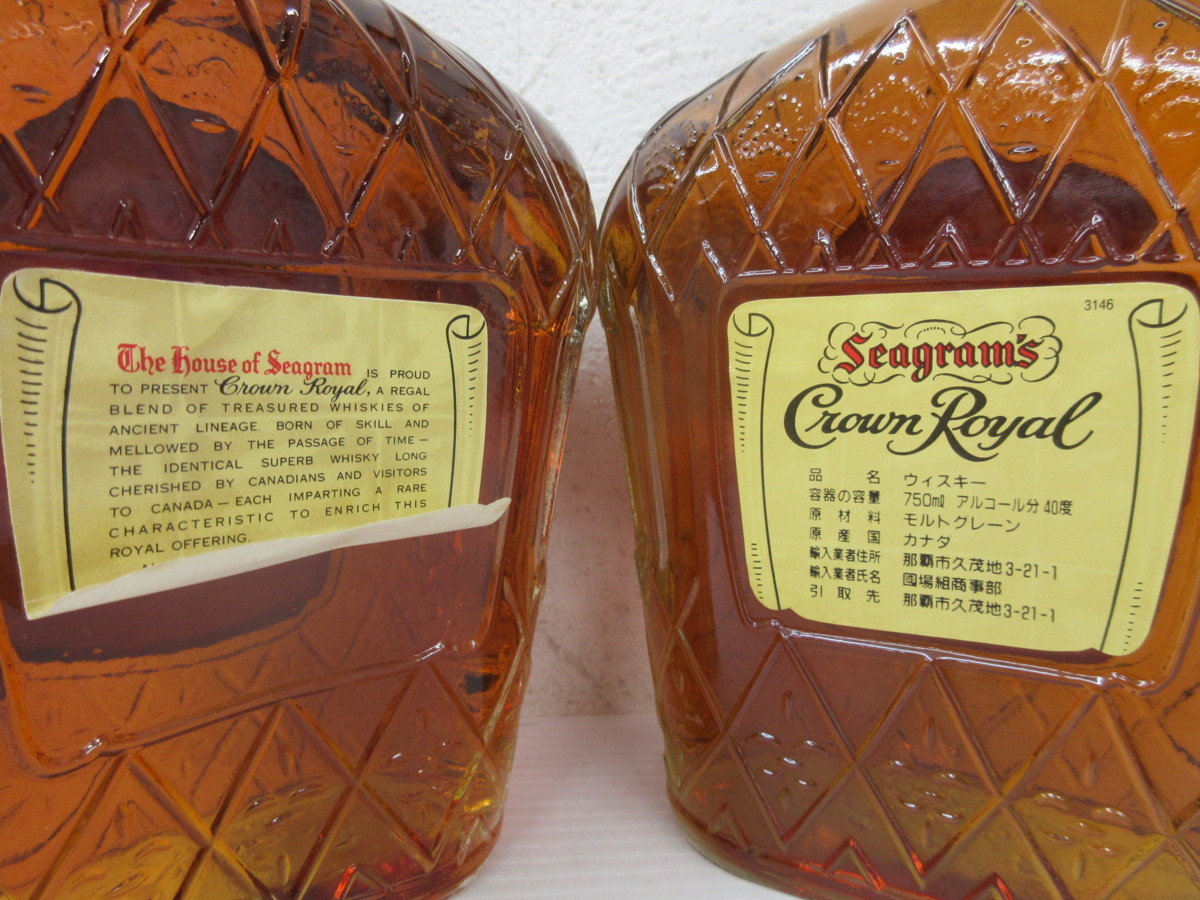 The House of Seagram IS PROUD
TO PRESENT Crown Royal, A REGAL
BLEND OF TREASURED WHISKIES OF
ANCIENT LINEAGE. BORN OF SKILL AND
MELLOWED BY THE PASSAGE OF TIME—
THE IDENTICAL SUPERB WHISKY LONG
CHERISHED BY CANADIANS AND VISITORS
TO CANADA—EACH IMPARTING A RARE
CHARACTERISTIC TO ENRICH THIS
ROYAL OFFERING.
3146
Seagram's
Crown Royal
品名 ウィスキー
容器の容量 750ml アルコール分40度
原材料 モルトグレーン
原産国 カナダ
輸入業者住所 那覇市久茂地3-21-1
輸入業者氏名 國場組商事部
引取先 那覇市久茂地3-21-1